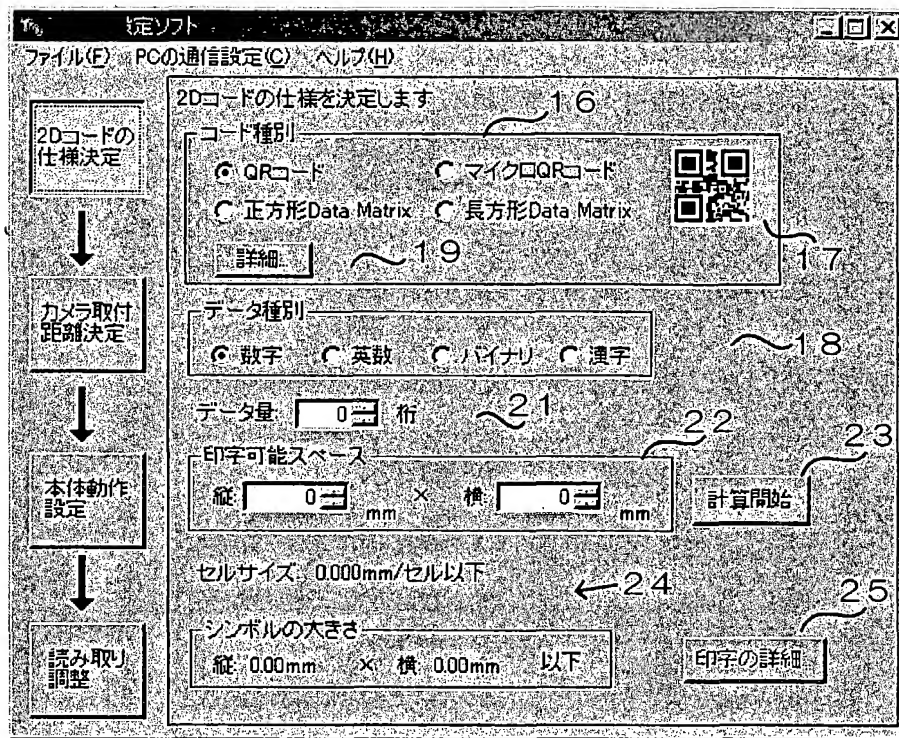 定ソフト
ファイル(F) PCの通信設定(C) ヘルプ(H)
2Dコードの仕様を決定します
16
2Dコードの
仕様決定
コード種別
QRコード マイクロQRコード
正方形Data Matrix 長方形Data Matrix
詳細
19
17
カメラ取付
距離決定
データ種別
18
数字 英数 バイナリ 漢字
データ量: 0 桁
21
22
23
本体動作
設定
印字可能スペース
縦: 0 mm × 横: 0 mm
計算開始
セルサイズ: 0.000mm/セル以下
24
25
読み取り
調整
シンボルの大きさ
縦: 0.00mm × 横: 0.00mm 以下
印字の詳細